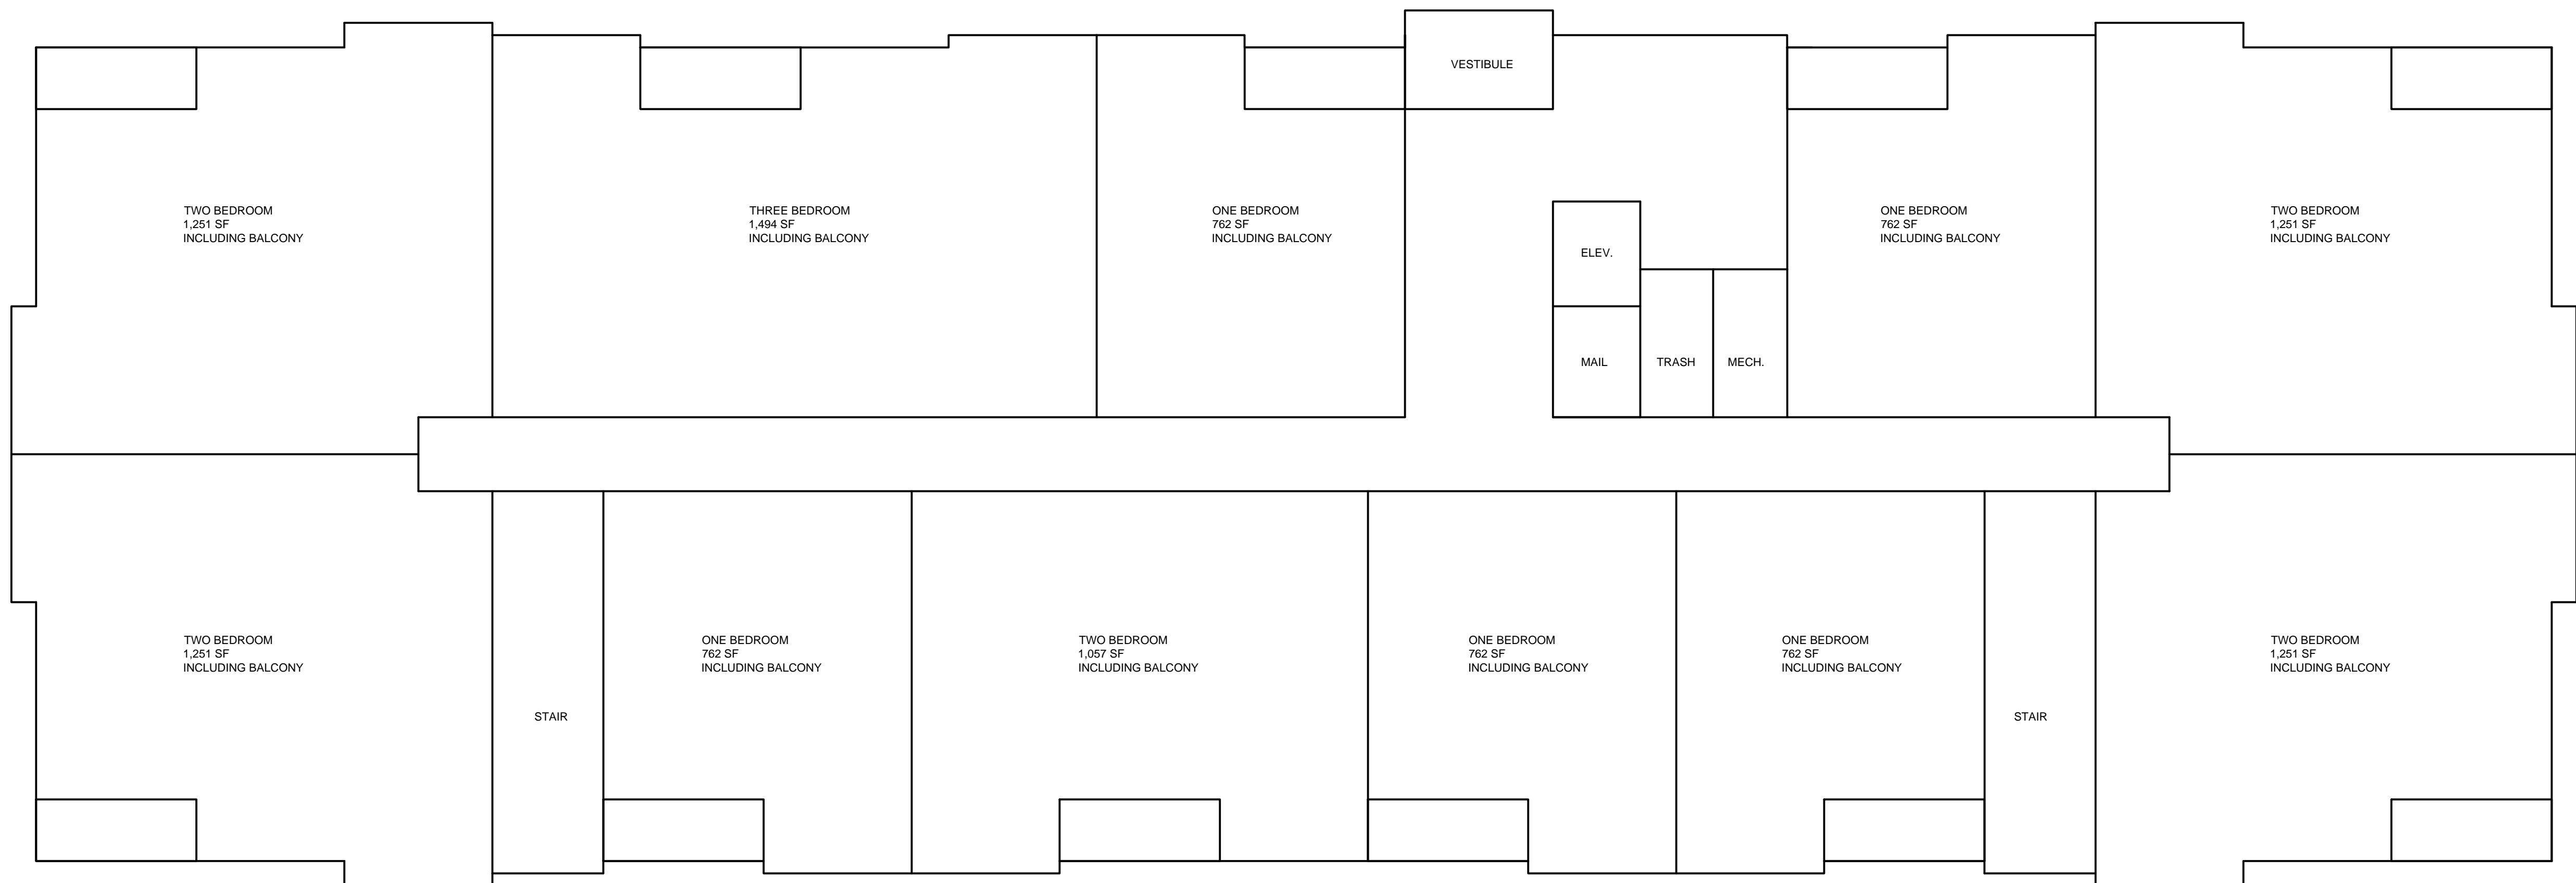 VESTIBULE
TWO BEDROOM
1,251 SF
INCLUDING BALCONY
THREE BEDROOM
1,494 SF
INCLUDING BALCONY
ONE BEDROOM
762 SF
INCLUDING BALCONY
ELEV.
MAIL
TRASH
MECH.
ONE BEDROOM
762 SF
INCLUDING BALCONY
TWO BEDROOM
1,251 SF
INCLUDING BALCONY
TWO BEDROOM
1,251 SF
INCLUDING BALCONY
STAIR
ONE BEDROOM
762 SF
INCLUDING BALCONY
TWO BEDROOM
1,057 SF
INCLUDING BALCONY
ONE BEDROOM
762 SF
INCLUDING BALCONY
ONE BEDROOM
762 SF
INCLUDING BALCONY
STAIR
TWO BEDROOM
1,251 SF
INCLUDING BALCONY